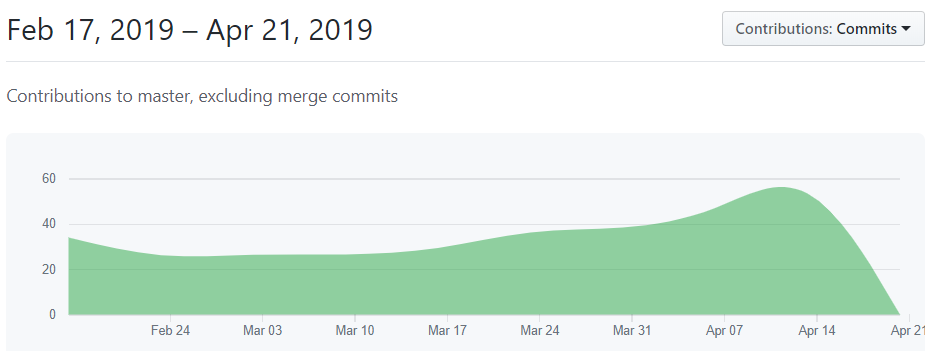 Feb 17, 2019 – Apr 21, 2019
Contributions: Commits
Contributions to master, excluding merge commits
60
40
20
0
Feb 24 Mar 03 Mar 10 Mar 17 Mar 24 Mar 31 Apr 07 Apr 14 Apr 21